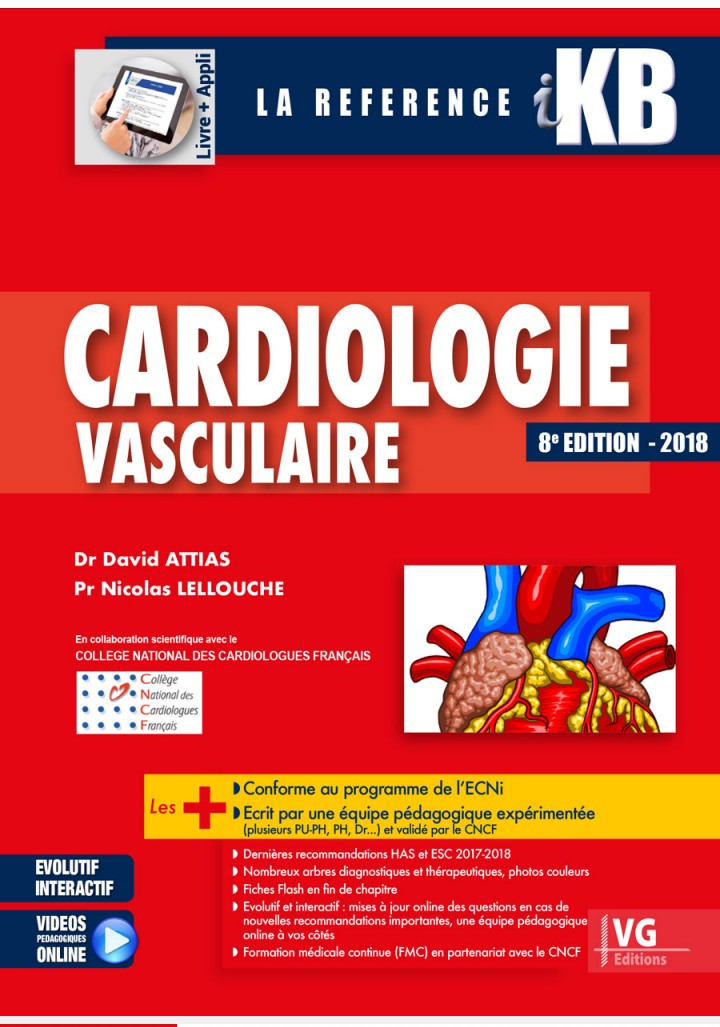 Livre + Appli
LA REFERENCE iKB
CARDIOLOGIE
VASCULAIRE
8e EDITION - 2018
Dr David ATTIAS
Pr Nicolas LELLOUCHE
En collaboration scientifique avec le
COLLEGE NATIONAL DES CARDIOLOGUES FRANÇAIS
Collège
National des
Cardiologues
Français
Les +
Conforme au programme de l'ECNi
Ecrit par une équipe pédagogique expérimentée
(plusieurs PU-PH, PH, Dr...) et validé par le CNCF
Dernières recommandations HAS et ESC 2017-2018
Nombreux arbres diagnostiques et thérapeutiques, photos couleurs
Fiches Flash en fin de chapitre
Evolutif et interactif : mises à jour online des questions en cas de
nouvelles recommandations importantes, une équipe pédagogique
online à vos côtés
Formation médicale continue (FMC) en partenariat avec le CNCF
EVOLUTIF
INTERACTIF
VIDEOS
PEDAGOGIQUES
ONLINE
VG
Editions